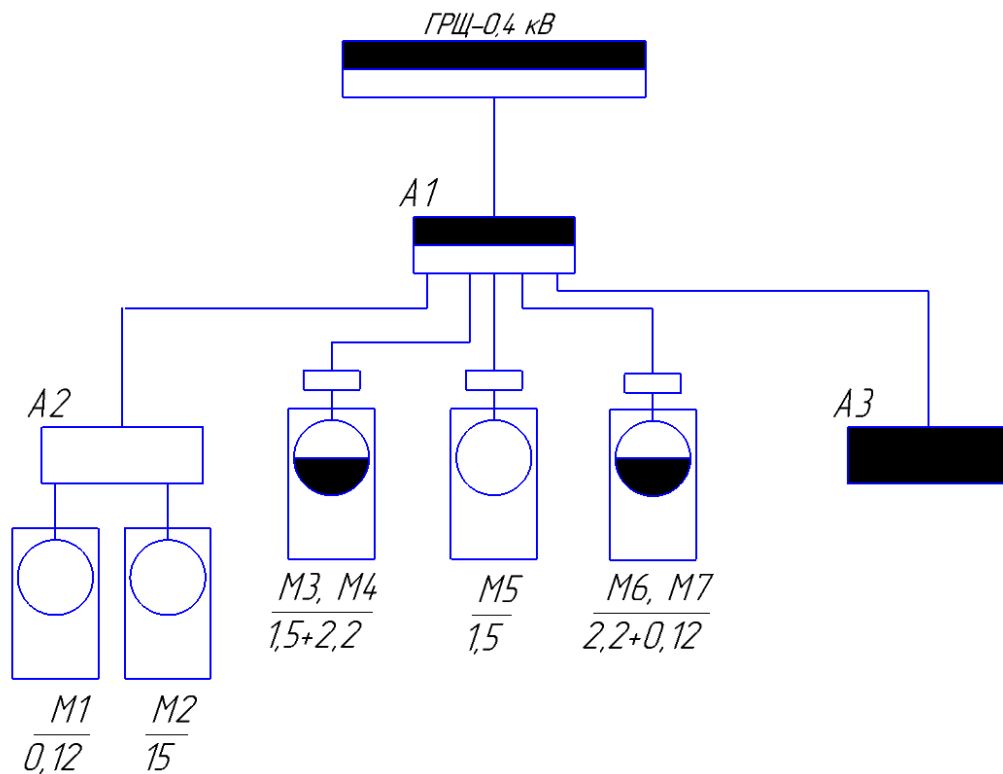 ГРЩ-0,4 кВ
А1
А2
А3
М3, М4
1,5+2,2
М5
1,5
М6, М7
2,2+0,12
М1
0,12
М2
15